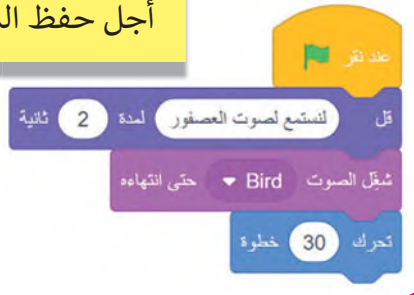 أجل حفظ
عند نقر
قل لنستمع لصوت العصفور لمدة 2 ثانية
شغّل الصوت Bird حتى انتهاءه
تحرك 30 خطوة